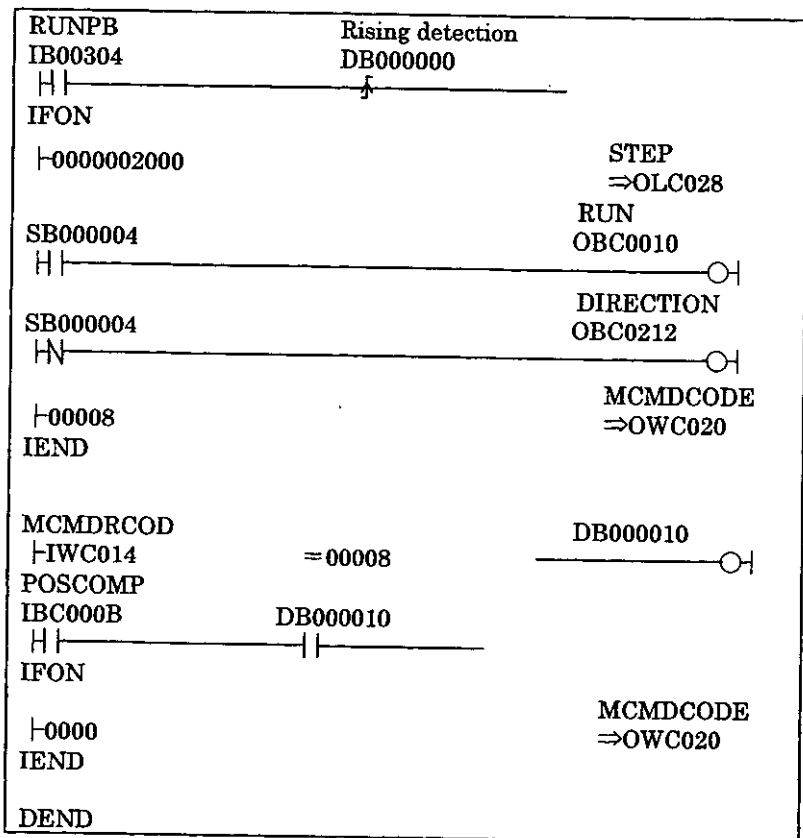 RUNPB Rising detection
IB00304 DB000000
IFON
⊢0000002000 STEP
⇒OLC028
RUN
SB000004 OBC0010
DIRECTION
SB000004 OBC0212
N
MCMDCODE
⊢00008 ⇒OWC020
IEND
MCMDRCOD DB000010
⊢IWC014 =00008
POSCOMP
IBC000B DB000010
IFON
MCMDCODE
⊢0000 ⇒OWC020
IEND
DEND